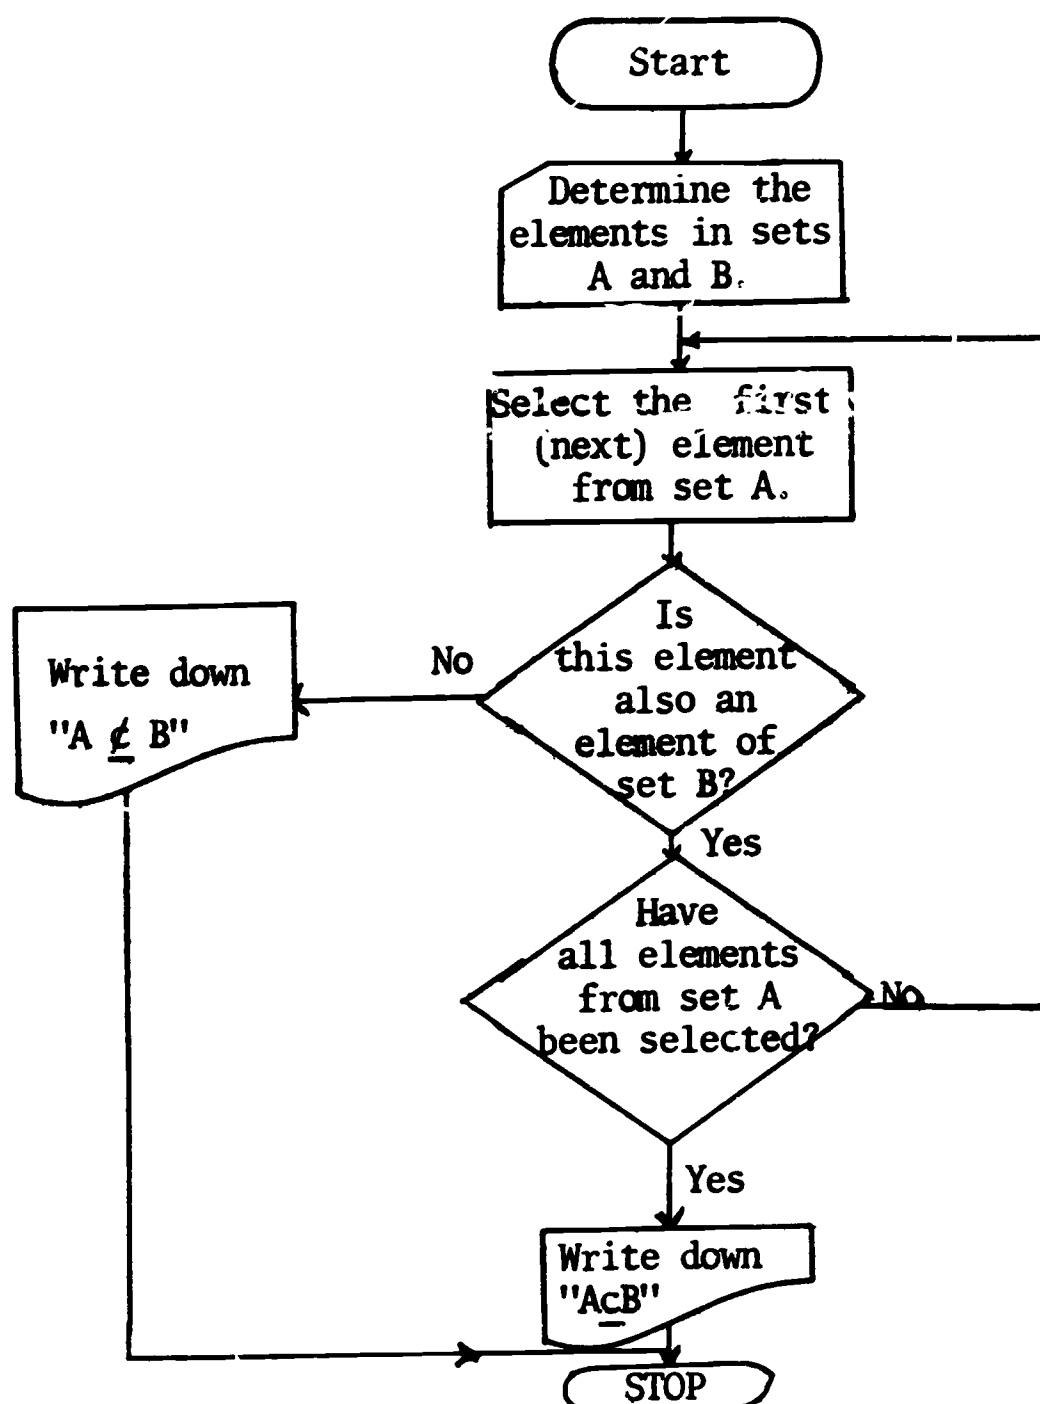 Start
Determine the
elements in sets
A and B.
Select the first
(next) element
from set A.
Is
this element
also an
element of
set B?
No
Write down
"A ⊈ B"
Yes
Have
all elements
from set A
been selected?
No
Yes
Write down
"A⊆B"
STOP